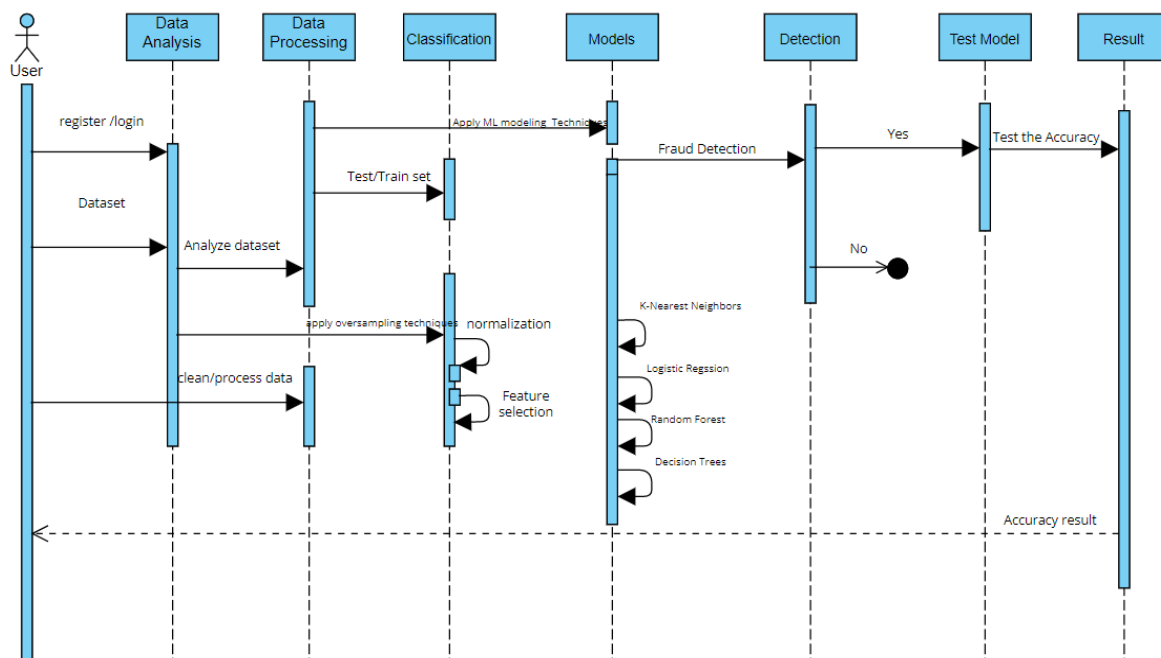 Data
Analysis
Data
Processing
Classification
Models
Detection
Test Model
Result
User
register /login
Apply ML modeling Techniques
Fraud Detection
Yes
Test the Accuracy
Test/Train set
Dataset
Analyze dataset
No
K-Nearest Neighbors
apply oversampling techniques
normalization
Logistic Regssion
clean/process data
Feature
selection
Random Forest
Decision Trees
Accuracy result